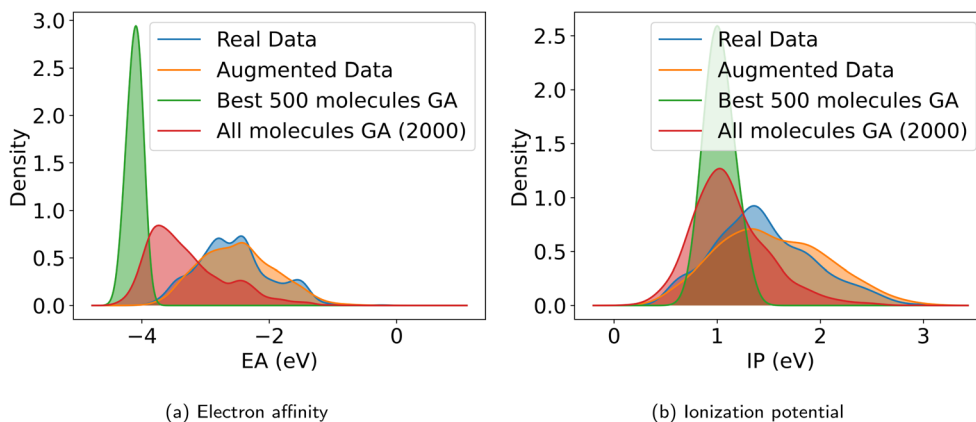 3.0
2.5
2.0
1.5
1.0
0.5
0.0
Density
Real Data
Augmented Data
Best 500 molecules GA
All molecules GA (2000)
−4
−2
0
EA (eV)
(a) Electron affinity
2.5
2.0
1.5
1.0
0.5
0.0
Density
Real Data
Augmented Data
Best 500 molecules GA
All molecules GA (2000)
0
1
2
3
IP (eV)
(b) Ionization potential